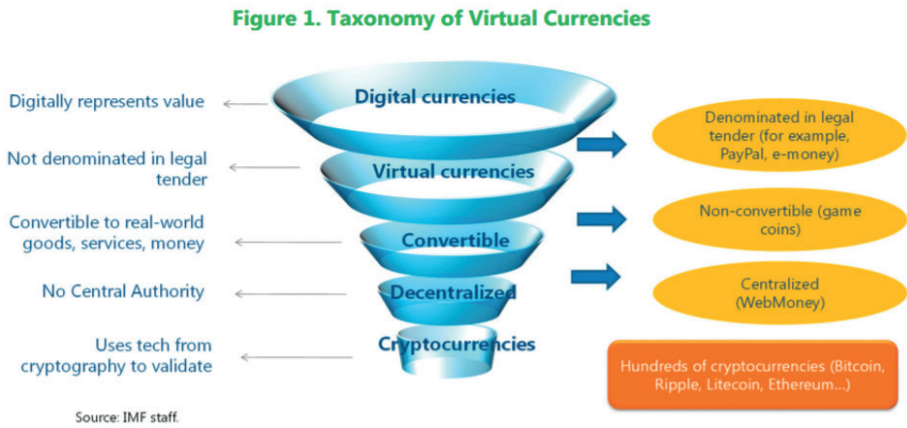 Figure 1. Taxonomy of Virtual Currencies
Digitally represents value
Digital currencies
Denominated in legal
tender (for example,
PayPal, e-money)
Not denominated in legal
tender
Virtual currencies
Non-convertible (game
coins)
Convertible to real-world
goods, services, money
Convertible
Centralized
(WebMoney)
No Central Authority
Decentralized
Uses tech from
cryptography to validate
Cryptocurrencies
Hundreds of cryptocurrencies (Bitcoin,
Ripple, Litecoin, Ethereum...)
Source: IMF staff.